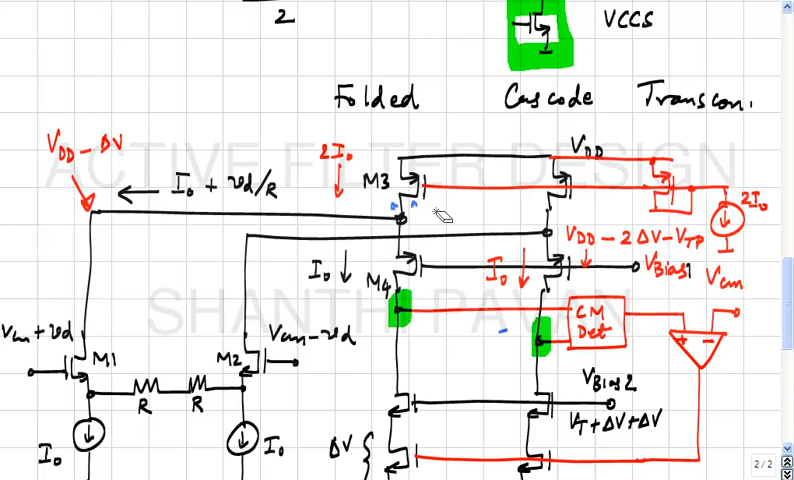 2
VCCS
Folded Cascode Transcon.
VDD - ΔV
2I₀
VDD
ACTIVE FILTER DESIGN
I₀ + vd/R
M3
2I₀
VDD - 2ΔV - VTP
I₀
I₀
VBias1
Vcm
M4
SHANTHI PAVAN
CM
Det
+ -
Vcm+vd
M1
M2
Vcm-vd
R R
VBias2
VT + ΔV + ΔV
I₀
I₀
ΔV
2/2